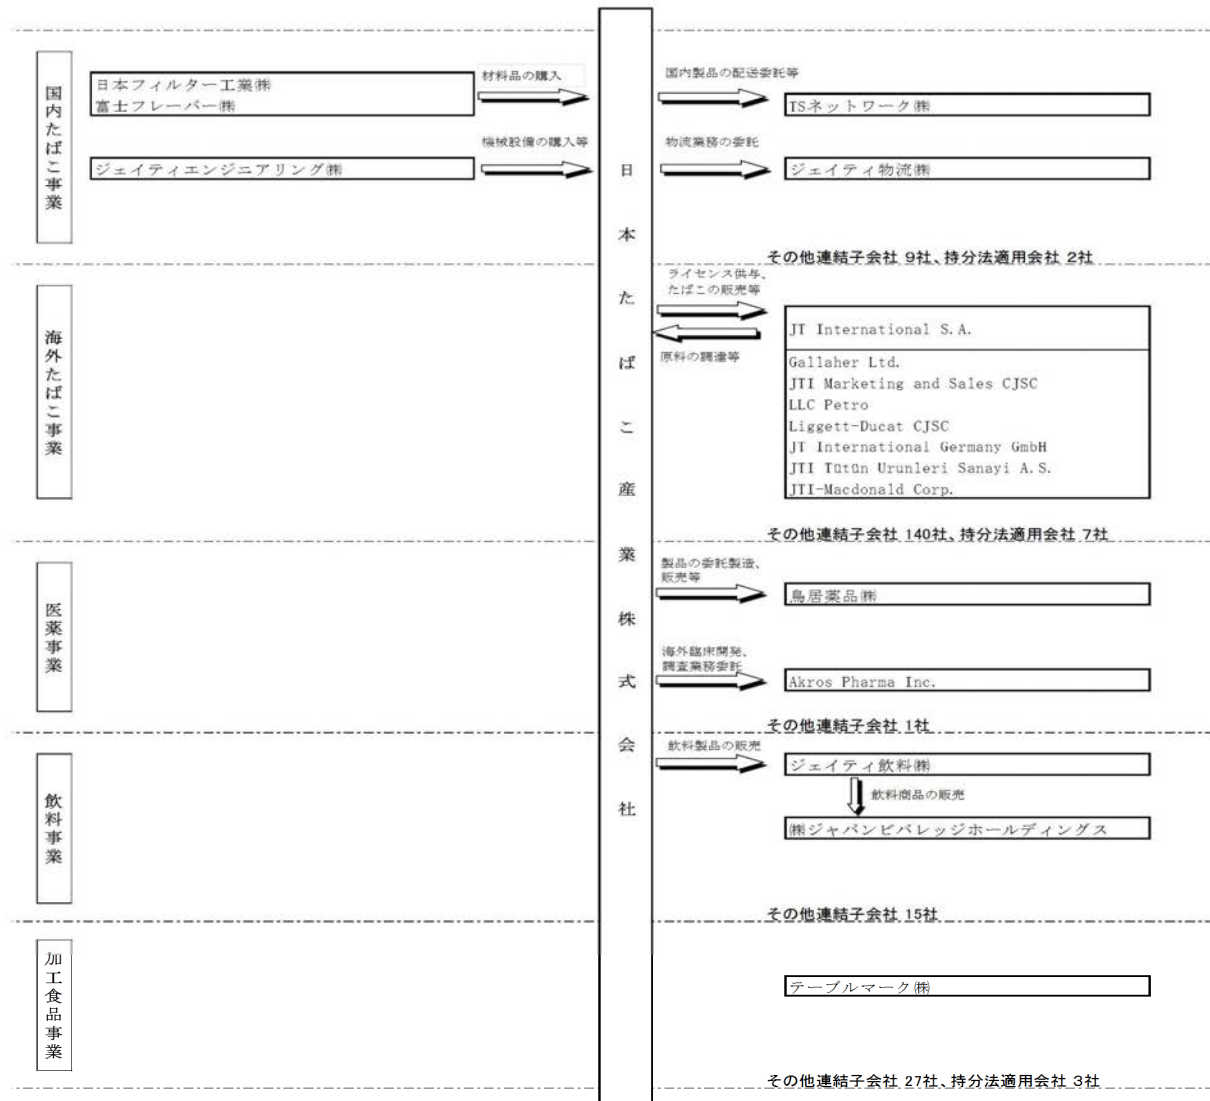 国内たばこ事業
日本フィルター工業㈱
富士フレーバー㈱
材料品の購入
ジェイティエンジニアリング㈱
機械設備の購入等
日本たばこ産業株式会社
国内製品の配送委託等
TSネットワーク㈱
物流業務の委託
ジェイティ物流㈱
その他連結子会社 9社、持分法適用会社 2社
海外たばこ事業
ライセンス供与、
たばこの販売等
原料の調達等
JT International S.A.
Gallaher Ltd.
JTI Marketing and Sales CJSC
LLC Petro
Liggett-Ducat CJSC
JT International Germany GmbH
JTI Tütün Urunleri Sanayi A.S.
JTI-Macdonald Corp.
その他連結子会社 140社、持分法適用会社 7社
医薬事業
製品の委託製造、
販売等
鳥居薬品㈱
海外臨床開発、
調査業務委託
Akros Pharma Inc.
その他連結子会社 1社
飲料事業
飲料製品の販売
ジェイティ飲料㈱
飲料商品の販売
㈱ジャパンビバレッジホールディングス
その他連結子会社 15社
加工食品事業
テーブルマーク㈱
その他連結子会社 27社、持分法適用会社 3社